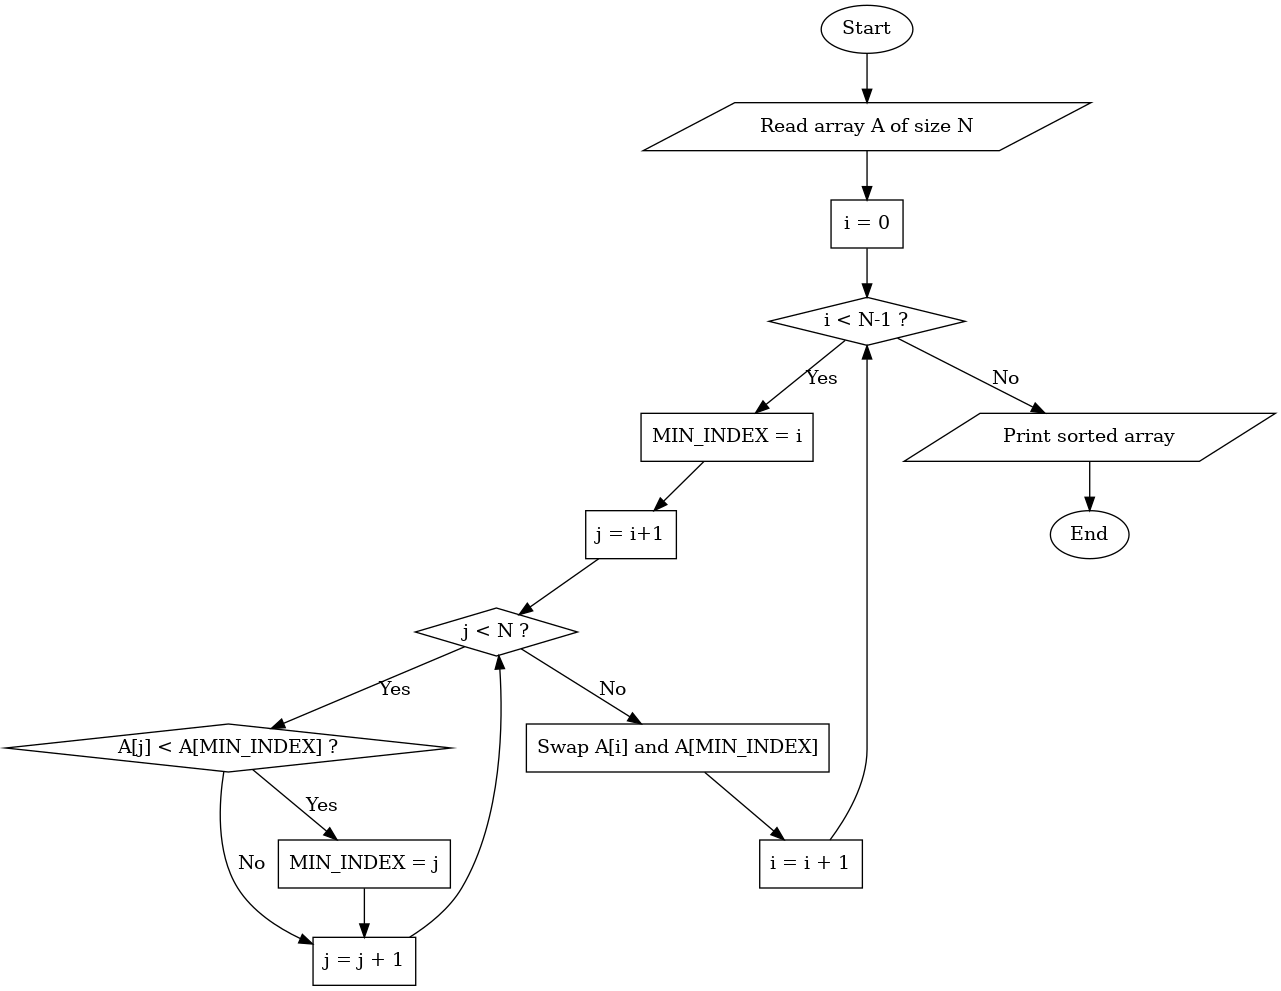 Start
Read array A of size N
i = 0
i < N-1 ?
Yes
No
MIN_INDEX = i
Print sorted array
j = i+1
End
j < N ?
Yes
No
A[j] < A[MIN_INDEX] ?
Swap A[i] and A[MIN_INDEX]
Yes
No
MIN_INDEX = j
i = i + 1
j = j + 1